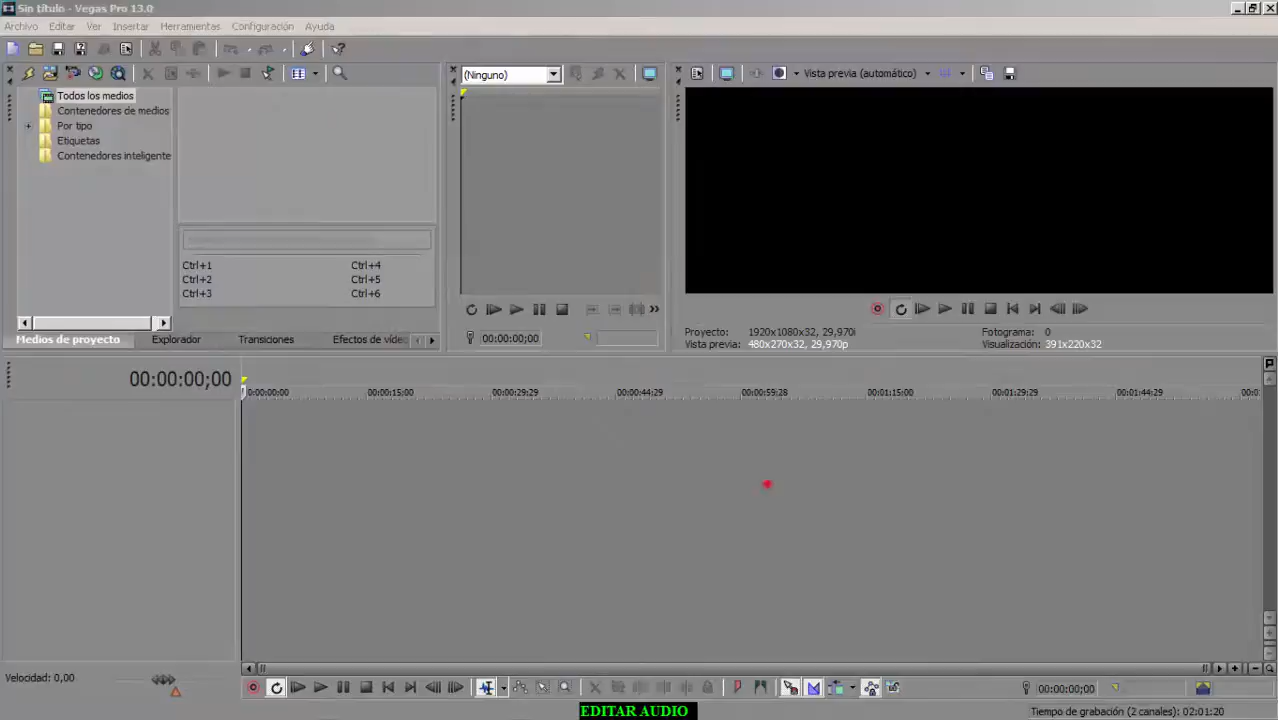 Sin título - Vegas Pro 13.0
Archivo Editar Ver Insertar Herramientas Configuración Ayuda
(Ninguno)
Vista previa (automático)
Todos los medios
Contenedores de medios
Por tipo
Etiquetas
Contenedores inteligente
Ctrl+1 Ctrl+4
Ctrl+2 Ctrl+5
Ctrl+3 Ctrl+6
Medios de proyecto Explorador Transiciones Efectos de víde
00:00:00;00
Proyecto: 1920x1080x32, 29,970i Fotograma: 0
Vista previa: 480x270x32, 29,970p Visualización: 391x220x32
00:00:00;00
0:00:00:00 00:00:15;00 00:00:29;29 00:00:44;29 00:00:59;28 00:01:15;00 00:01:29;29 00:01:44;29 00:0
Velocidad: 0,00
00:00:00;00
EDITAR AUDIO
Tiempo de grabación (2 canales): 02:01:20